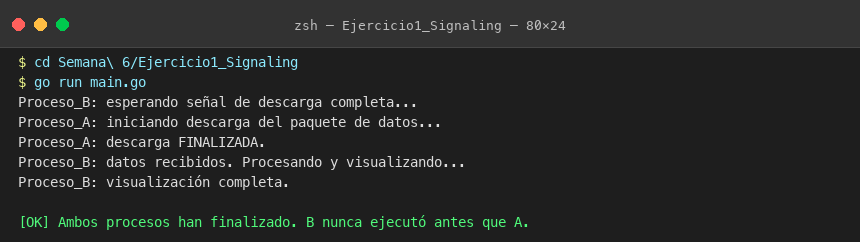 zsh — Ejercicio1_Signaling — 80×24
$ cd Semana\ 6/Ejercicio1_Signaling
$ go run main.go
Proceso_B: esperando señal de descarga completa...
Proceso_A: iniciando descarga del paquete de datos...
Proceso_A: descarga FINALIZADA.
Proceso_B: datos recibidos. Procesando y visualizando...
Proceso_B: visualización completa.
[OK] Ambos procesos han finalizado. B nunca ejecutó antes que A.